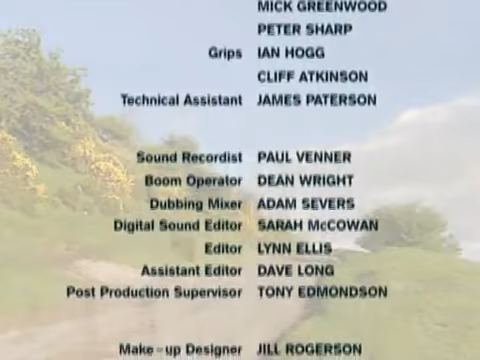 MICK GREENWOOD
PETER SHARP
Grips IAN HOGG
CLIFF ATKINSON
Technical Assistant JAMES PATERSON
Sound Recordist PAUL VENNER
Boom Operator DEAN WRIGHT
Dubbing Mixer ADAM SEVERS
Digital Sound Editor SARAH McCOWAN
Editor LYNN ELLIS
Assistant Editor DAVE LONG
Post Production Supervisor TONY EDMONDSON
Make-up Designer JILL ROGERSON